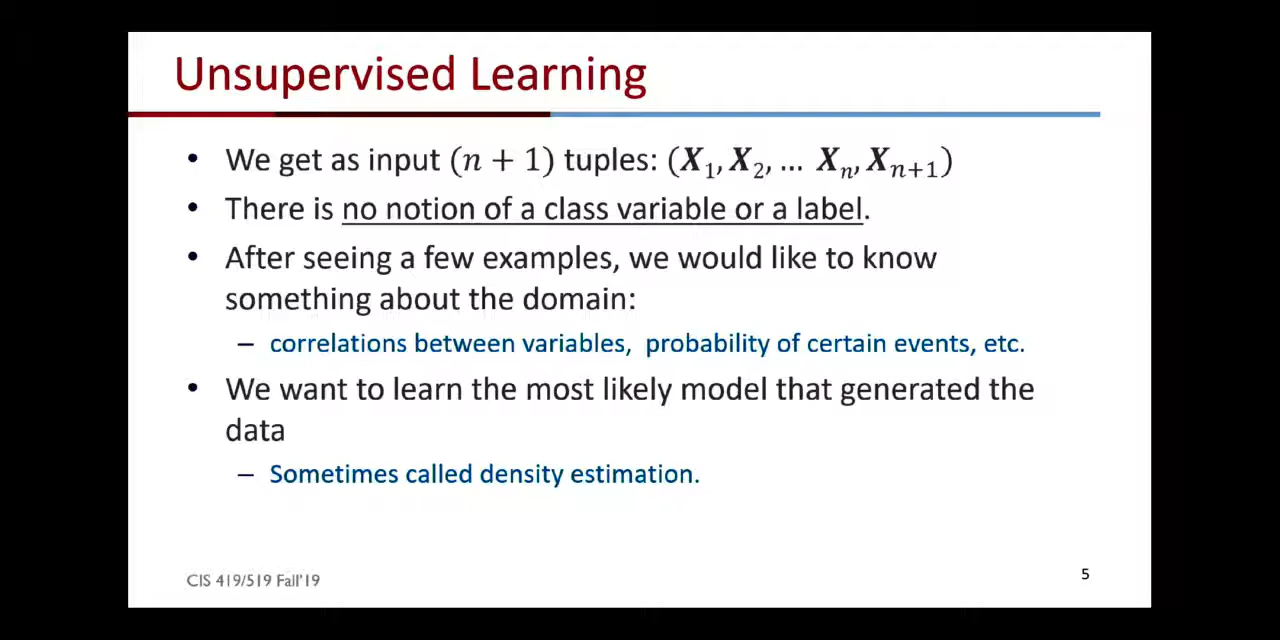 Unsupervised Learning
• We get as input (n + 1) tuples: (X₁, X₂, … Xₙ, Xₙ₊₁)
• There is no notion of a class variable or a label.
• After seeing a few examples, we would like to know
something about the domain:
– correlations between variables, probability of certain events, etc.
• We want to learn the most likely model that generated the
data
– Sometimes called density estimation.
CIS 419/519 Fall'19
5